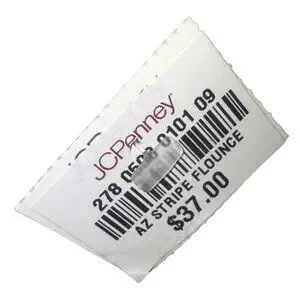 JCPenney
278 0101 09
AZ STRIPE FLOUNCE
$37.00